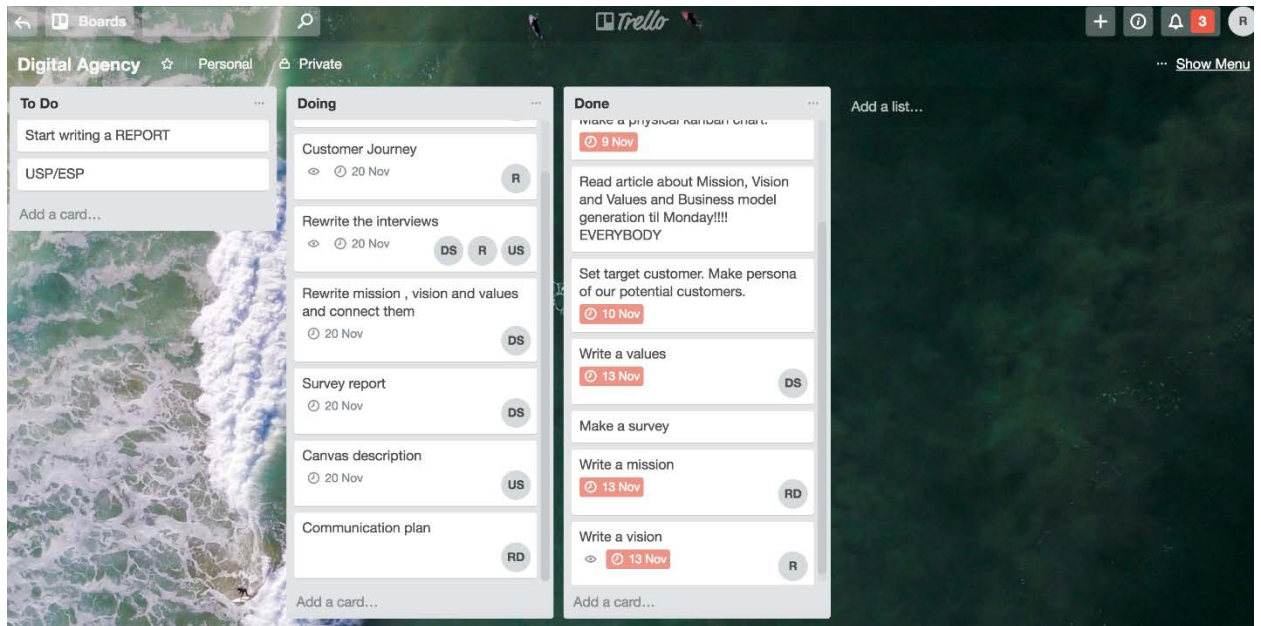 Boards
Trello
3
R
Digital Agency
Personal
Private
... Show Menu
To Do
...
Start writing a REPORT
USP/ESP
Add a card...
Doing
...
Customer Journey
20 Nov
R
Rewrite the interviews
20 Nov
DS R US
Rewrite mission , vision and values
and connect them
20 Nov
DS
Survey report
20 Nov
DS
Canvas description
20 Nov
US
Communication plan
RD
Add a card...
Done
...
Make a physical kanban chart.
9 Nov
Read article about Mission, Vision
and Values and Business model
generation til Monday!!!!
EVERYBODY
Set target customer. Make persona
of our potential customers.
10 Nov
Write a values
13 Nov
DS
Make a survey
Write a mission
13 Nov
RD
Write a vision
13 Nov
R
Add a card...
Add a list...